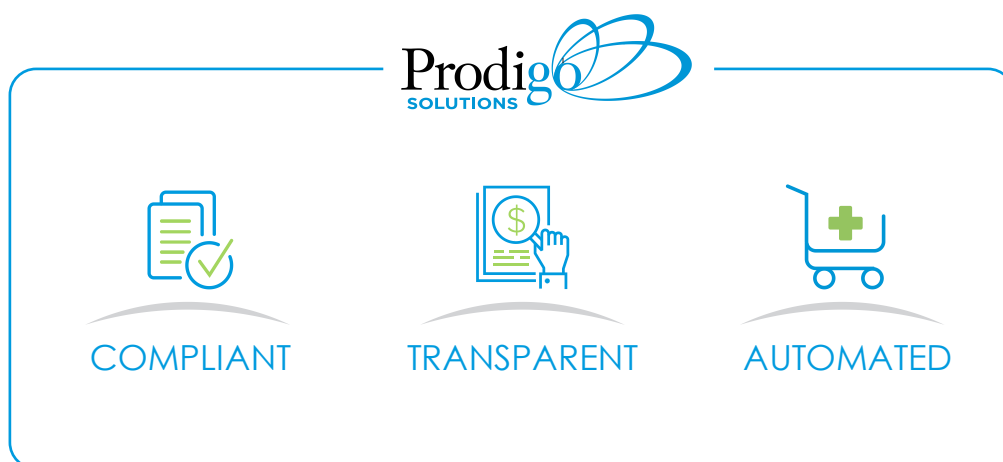 Prodigo
SOLUTIONS
$
COMPLIANT
TRANSPARENT
AUTOMATED